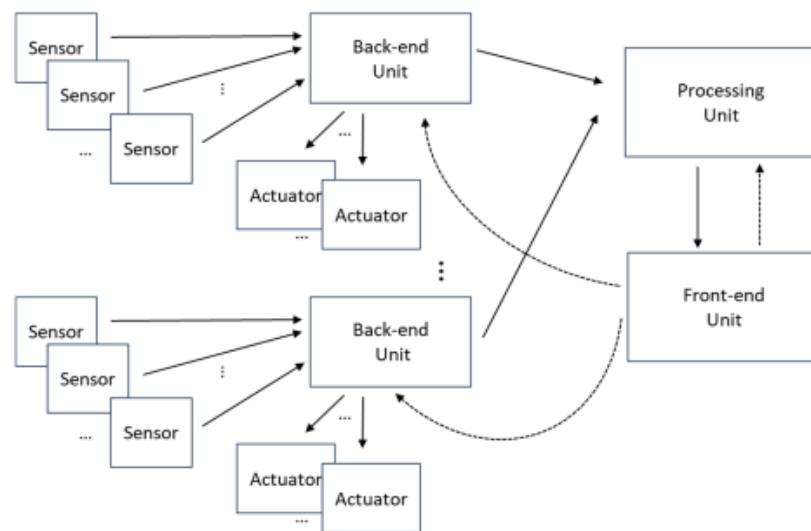 Sensor
Sensor
Sensor
...
...
Back-end
Unit
...
Actuator
Actuator
...
Processing
Unit
...
Front-end
Unit
Sensor
Sensor
Sensor
...
...
Back-end
Unit
...
Actuator
Actuator
...